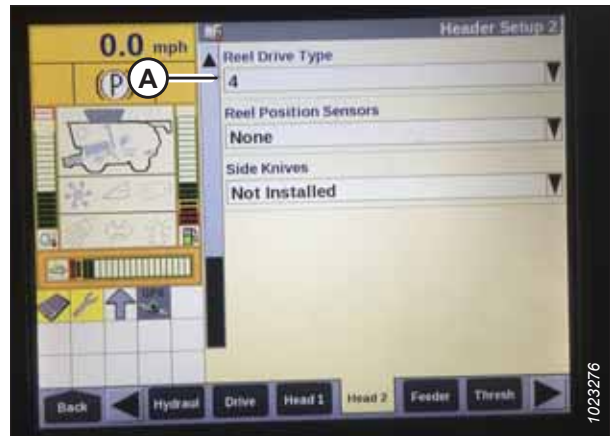 0.0 mph
Header Setup 2
(P)
A
Reel Drive Type
4
Reel Position Sensors
None
Side Knives
Not Installed
GPS
Back
Hydraul
Drive
Head 1
Head 2
Feeder
Thresh
1023276